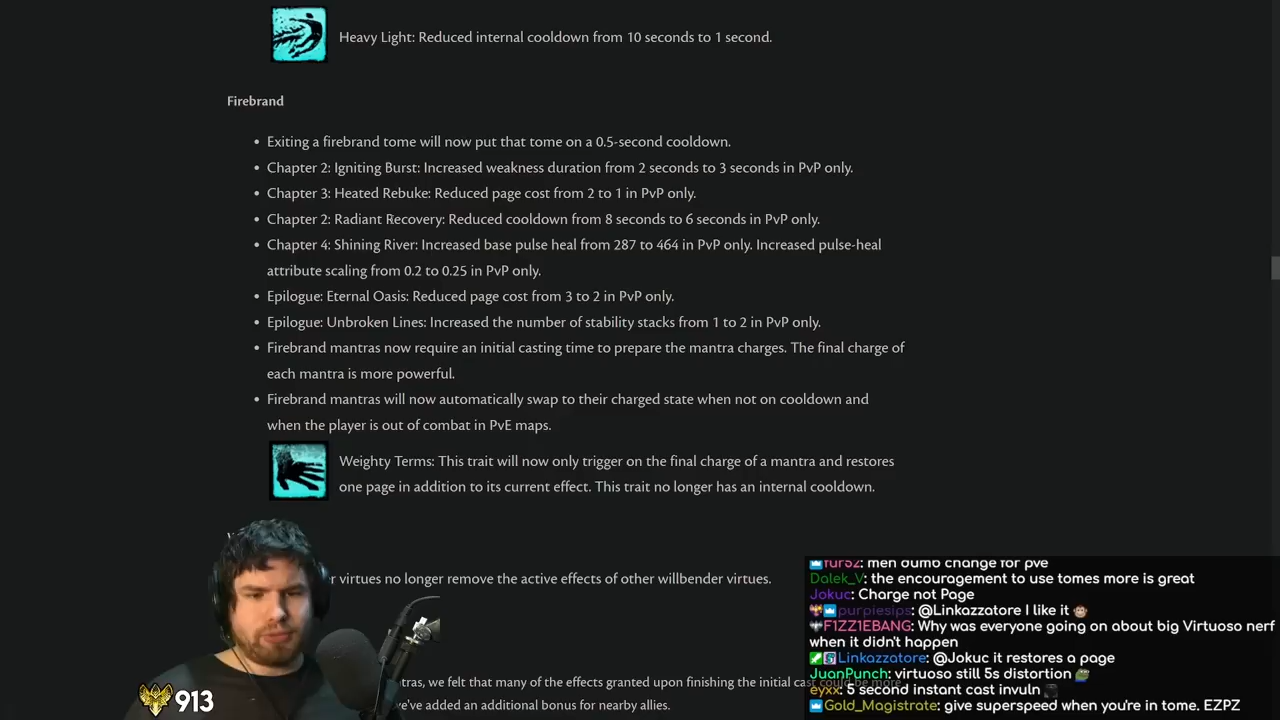 Heavy Light: Reduced internal cooldown from 10 seconds to 1 second.
Firebrand
• Exiting a firebrand tome will now put that tome on a 0.5-second cooldown.
• Chapter 2: Igniting Burst: Increased weakness duration from 2 seconds to 3 seconds in PvP only.
• Chapter 3: Heated Rebuke: Reduced page cost from 2 to 1 in PvP only.
• Chapter 2: Radiant Recovery: Reduced cooldown from 8 seconds to 6 seconds in PvP only.
• Chapter 4: Shining River: Increased base pulse heal from 287 to 464 in PvP only. Increased pulse-heal
attribute scaling from 0.2 to 0.25 in PvP only.
• Epilogue: Eternal Oasis: Reduced page cost from 3 to 2 in PvP only.
• Epilogue: Unbroken Lines: Increased the number of stability stacks from 1 to 2 in PvP only.
• Firebrand mantras now require an initial casting time to prepare the mantra charges. The final charge of
each mantra is more powerful.
• Firebrand mantras will now automatically swap to their charged state when not on cooldown and
when the player is out of combat in PvE maps.
Weighty Terms: This trait will now only trigger on the final charge of a mantra and restores
one page in addition to its current effect. This trait no longer has an internal cooldown.
r virtues no longer remove the active effects of other willbender virtues.
tras, we felt that many of the effects granted upon finishing the initial cast could be more
we've added an additional bonus for nearby allies.
913
fur52: men dumb change for pve
Dalek_V: the encouragement to use tomes more is great
Jokuc: Charge not Page
purpiesips: @Linkazzatore I like it
F1ZZ1EBANG: Why was everyone going on about big Virtuoso nerf
when it didn't happen
Linkazzatore: @Jokuc it restores a page
JuanPunch: virtuoso still 5s distortion
eyxx: 5 second instant cast invuln
Gold_Magistrate: give superspeed when you're in tome. EZPZ